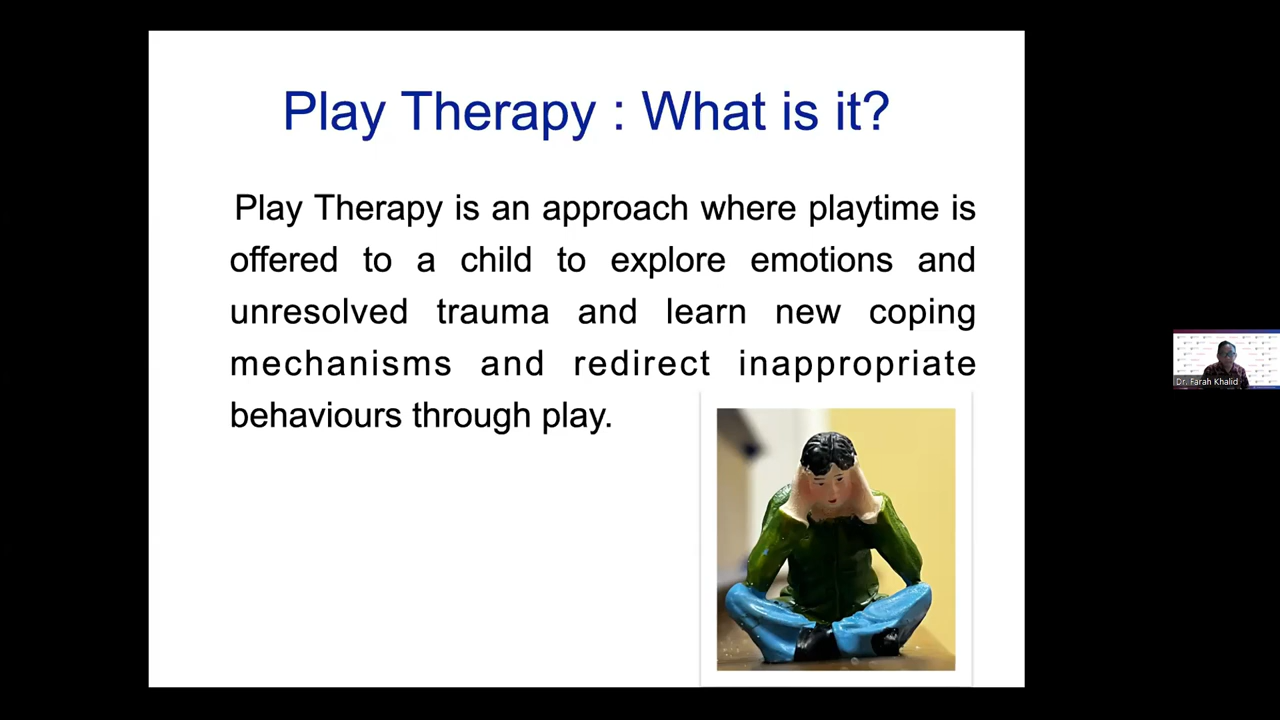 Play Therapy : What is it?
Play Therapy is an approach where playtime is
offered to a child to explore emotions and
unresolved trauma and learn new coping
mechanisms and redirect inappropriate
behaviours through play.
Dr. Farah Khalid